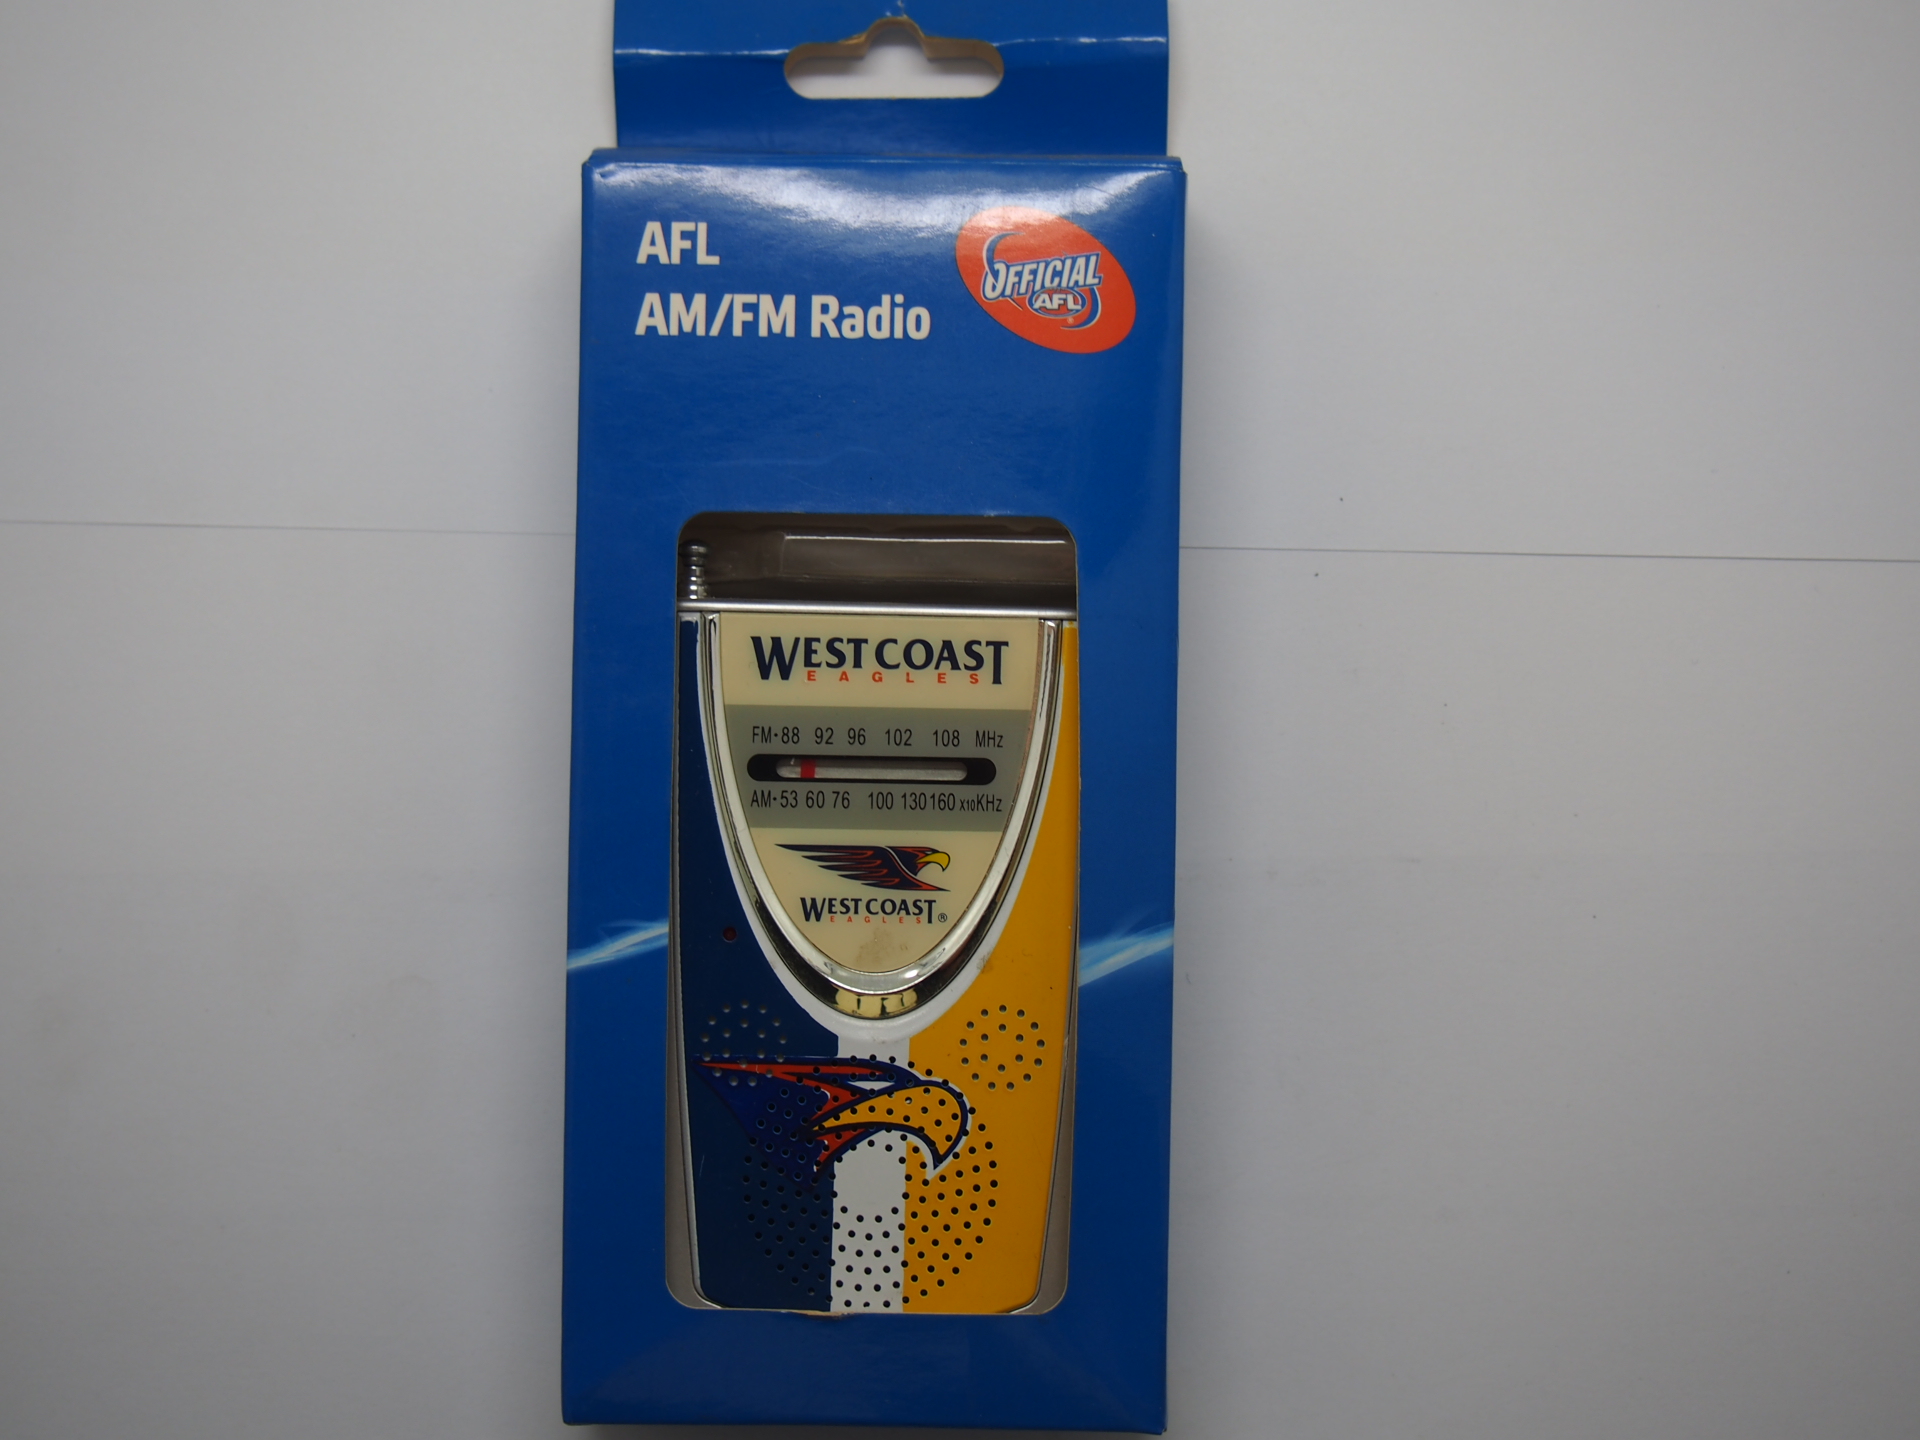 AFL
AM/FM Radio
OFFICIAL
AFL
®
WEST COAST
EAGLES
FM•88 92 96 102 108 MHz
AM•53 60 76 100 130 160 x10KHz
WEST COAST
EAGLES ®